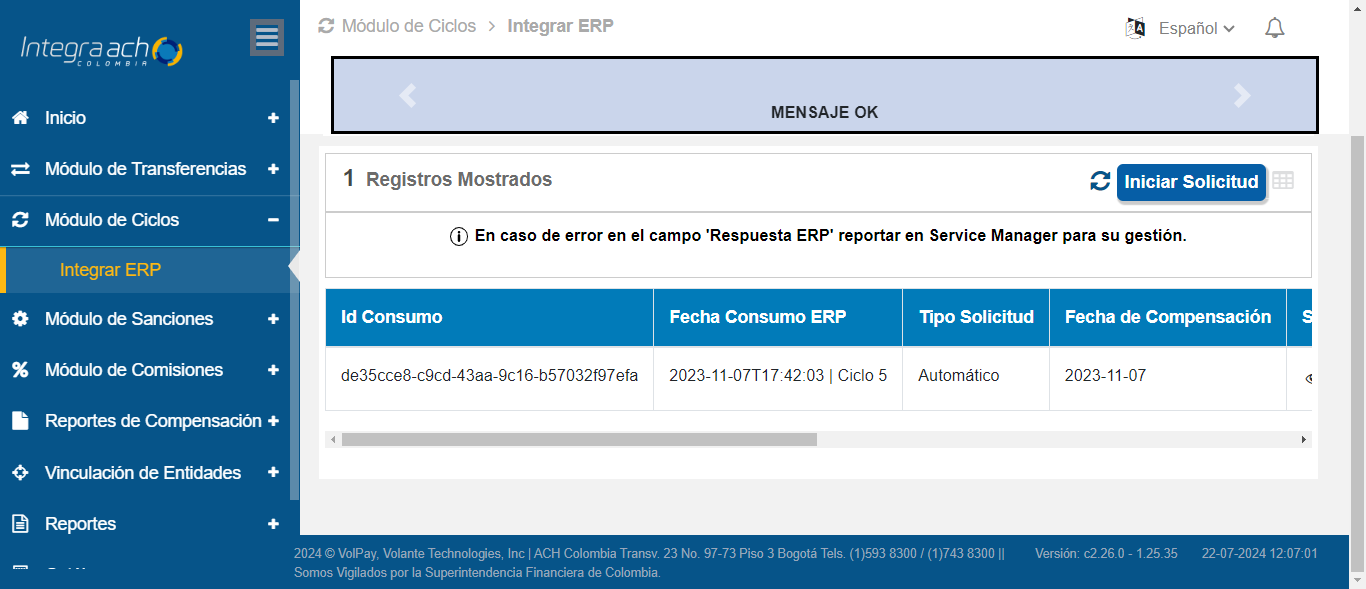 Integra ach
COLOMBIA
Módulo de Ciclos > Integrar ERP
Español
MENSAJE OK
Inicio
Módulo de Transferencias
Módulo de Ciclos
Integrar ERP
Módulo de Sanciones
Módulo de Comisiones
Reportes de Compensación
Vinculación de Entidades
Reportes
1 Registros Mostrados
Iniciar Solicitud
En caso de error en el campo 'Respuesta ERP' reportar en Service Manager para su gestión.
Id Consumo Fecha Consumo ERP Tipo Solicitud Fecha de Compensación S
de35cce8-c9cd-43aa-9c16-b57032f97efa 2023-11-07T17:42:03 | Ciclo 5 Automático 2023-11-07
2024 © VolPay, Volante Technologies, Inc | ACH Colombia Transv. 23 No. 97-73 Piso 3 Bogotá Tels. (1)593 8300 / (1)743 8300 || Versión: c2.26.0 - 1.25.35 22-07-2024 12:07:01
Somos Vigilados por la Superintendencia Financiera de Colombia.